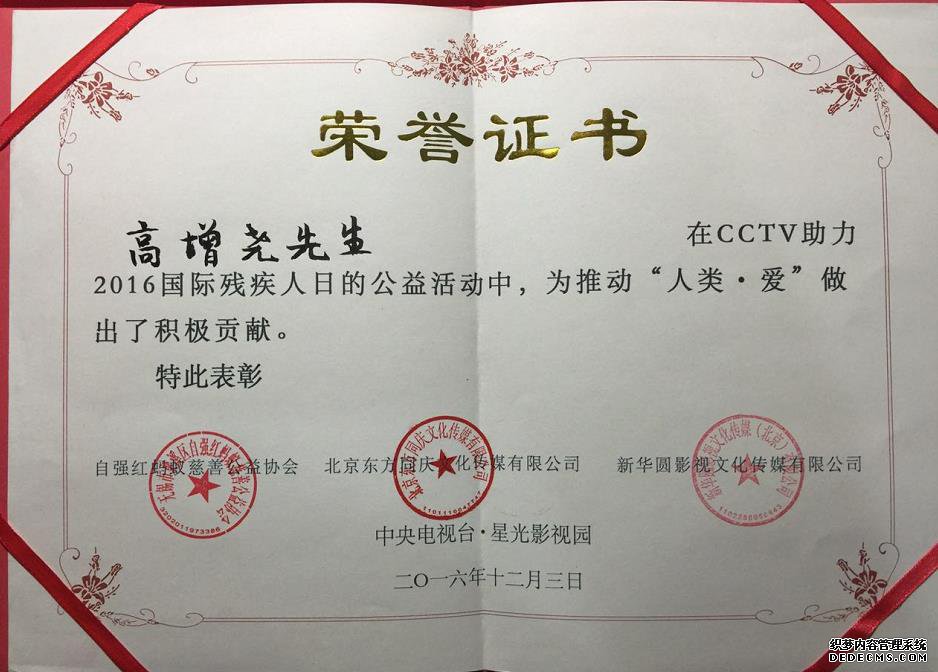 荣誉证书
高增尧先生 在CCTV助力
2016国际残疾人日的公益活动中，为推动“人类·爱”做
出了积极贡献。
特此表彰
自强红蚂蚁慈善公益协会 北京东方同庆文化传媒有限公司 新华圆影视文化传媒有限公司
中央电视台·星光影视园
二〇一六年十二月三日
织梦内容管理系统
DEDECMS.COM